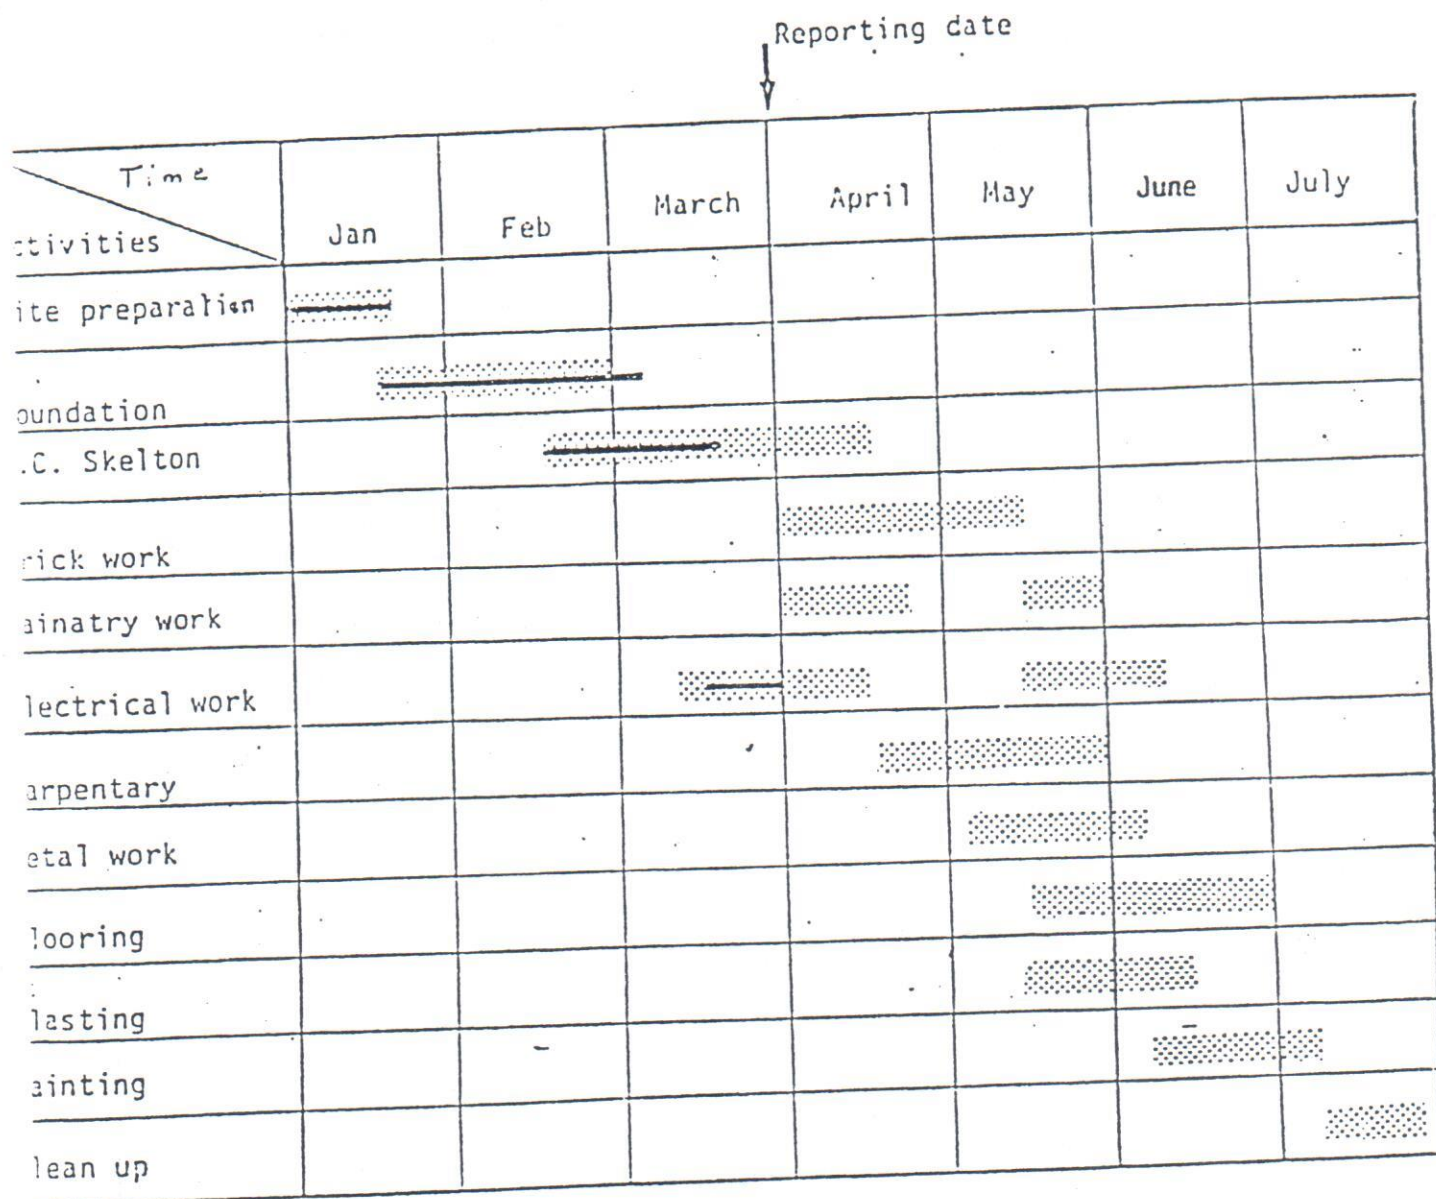 Reporting date
Time
ctivities
Jan
Feb
March
April
May
June
July
ite preparation
oundation
.C. Skelton
rick work
ainatry work
lectrical work
arpentary
etal work
looring
lasting
ainting
lean up